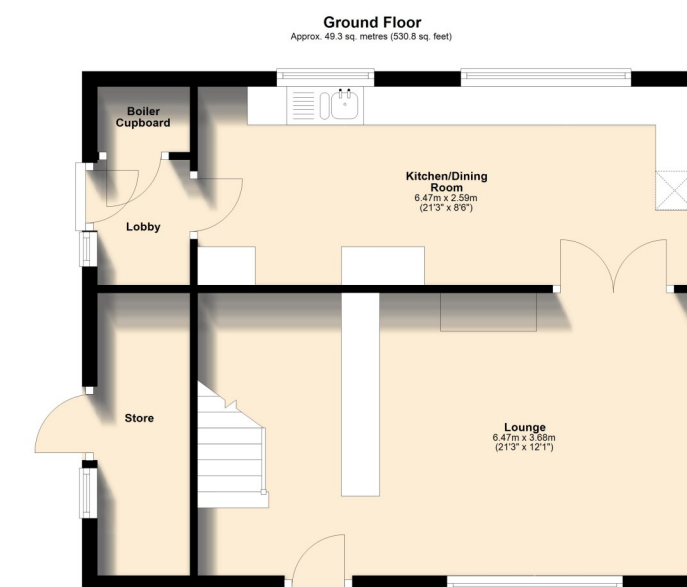 Ground Floor
Approx. 49.3 sq. metres (530.8 sq. feet)
Boiler
Cupboard
Kitchen/Dining
Room
6.47m x 2.59m
(21'3" x 8'6")
Lobby
Store
Lounge
6.47m x 3.68m
(21'3" x 12'1")